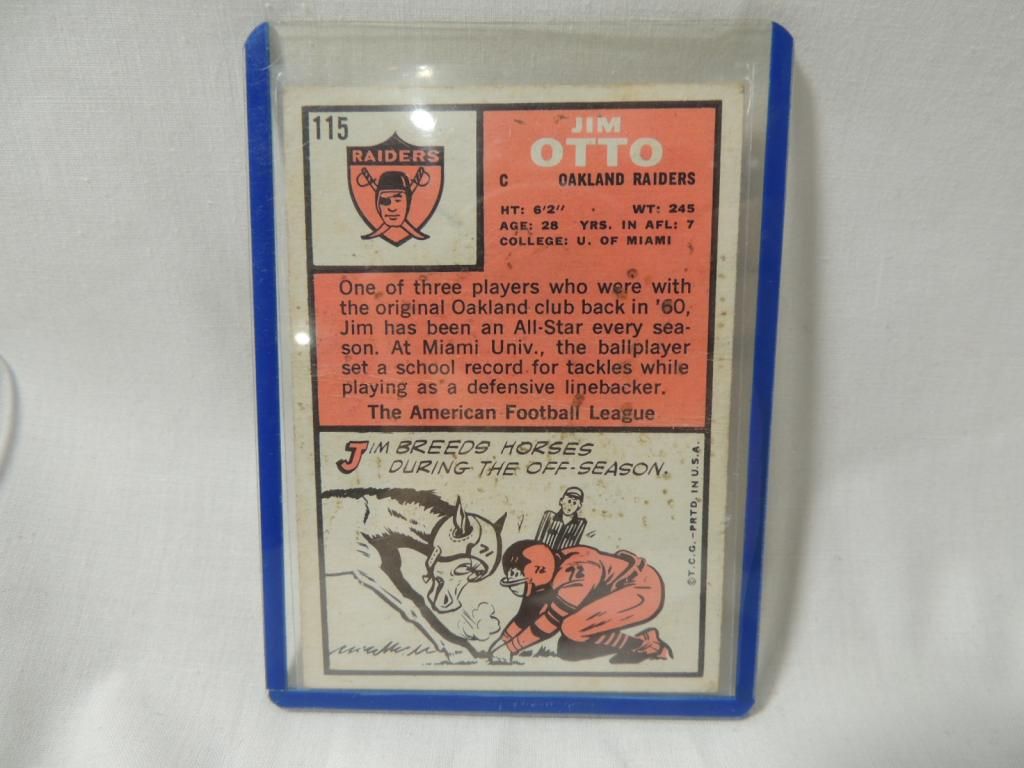 115
RAIDERS
JIM
OTTO
C OAKLAND RAIDERS
HT: 6'2" WT: 245
AGE: 28 YRS. IN AFL: 7
COLLEGE: U. OF MIAMI
One of three players who were with
the original Oakland club back in '60,
Jim has been an All-Star every sea-
son. At Miami Univ., the ballplayer
set a school record for tackles while
playing as a defensive linebacker.
The American Football League
JIM BREEDS HORSES
DURING THE OFF-SEASON.
71
72
72
©T.C.G.-PRTD. IN U.S.A.